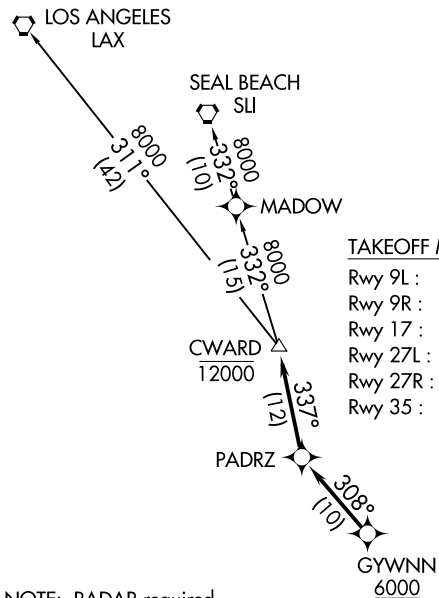 LOS ANGELES
LAX
SEAL BEACH
SLI
8000
311°
(42)
8000
332°
(10)
MADOW
8000
332°
(15)
TAKEOFF
Rwy 9L :
Rwy 9R :
Rwy 17 :
Rwy 27L :
Rwy 27R :
Rwy 35 :
CWARD
12000
337°
(12)
PADRZ
308°
(10)
GYWNN
6000
NOTE: RADAR required